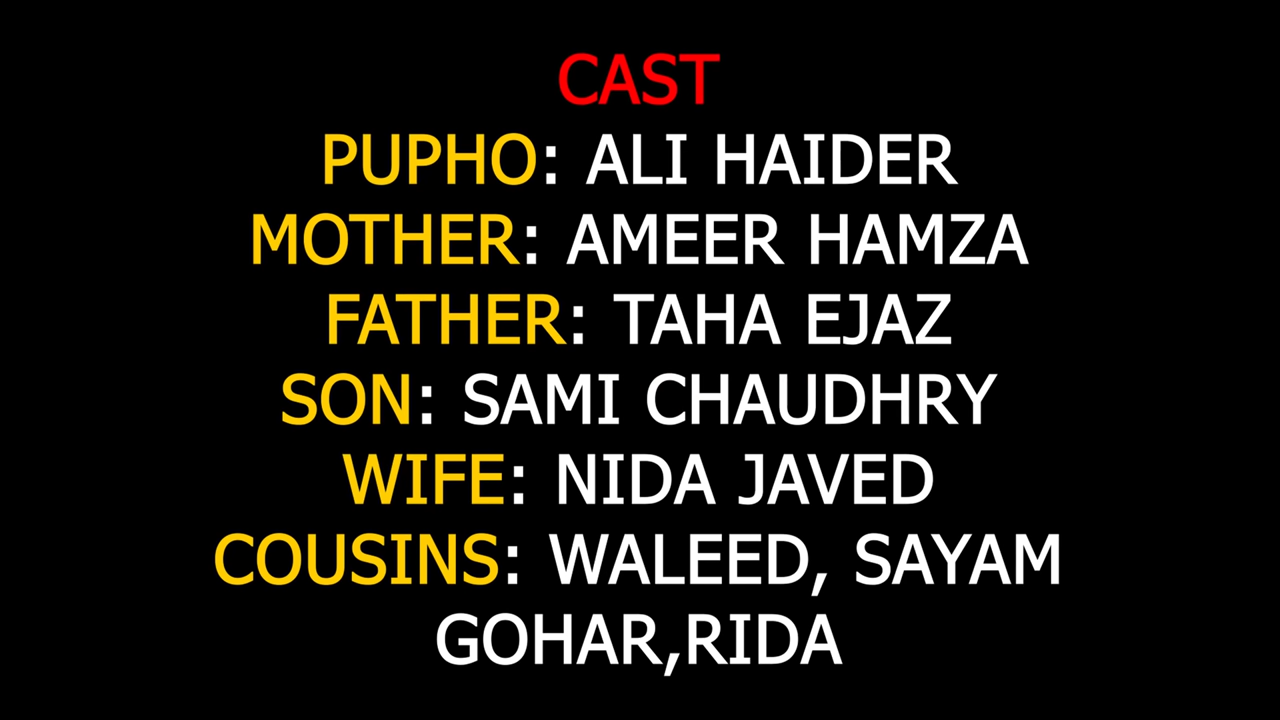 CAST
PUPHO: ALI HAIDER
MOTHER: AMEER HAMZA
FATHER: TAHA EJAZ
SON: SAMI CHAUDHRY
WIFE: NIDA JAVED
COUSINS: WALEED, SAYAM
GOHAR,RIDA